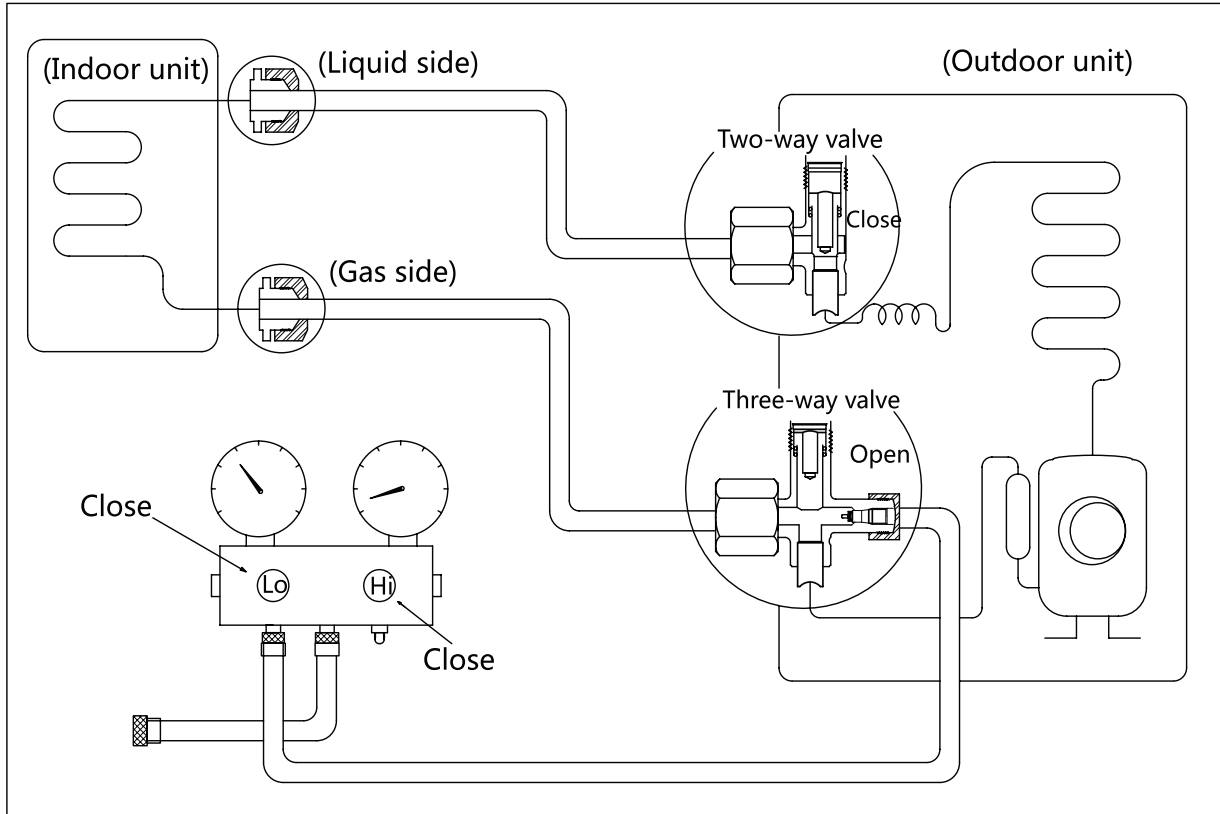 (Indoor unit)
(Liquid side)
(Outdoor unit)
Two-way valve
Close
(Gas side)
Three-way valve
Open
Close
Lo
Hi
Close